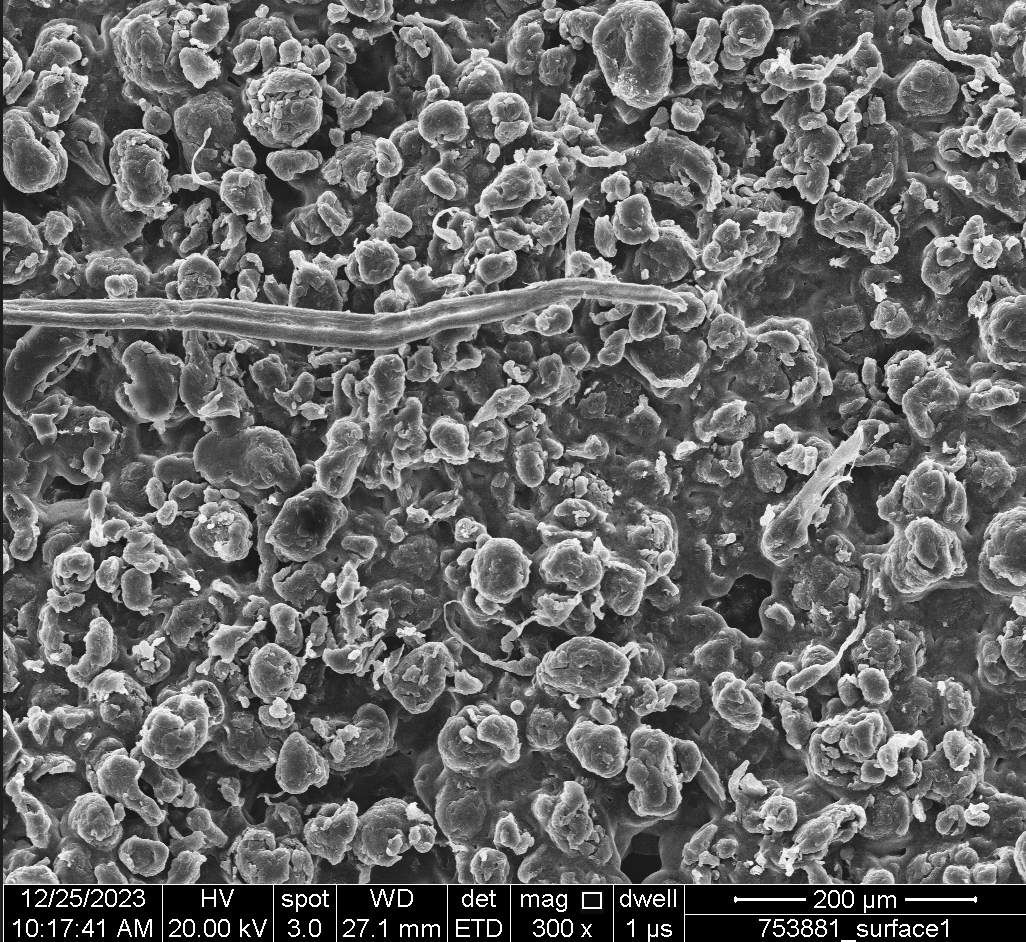 12/25/2023 HV spot WD det mag dwell 200 µm
10:17:41 AM 20.00 kV 3.0 27.1 mm ETD 300 x 1 µs 753881_surface1